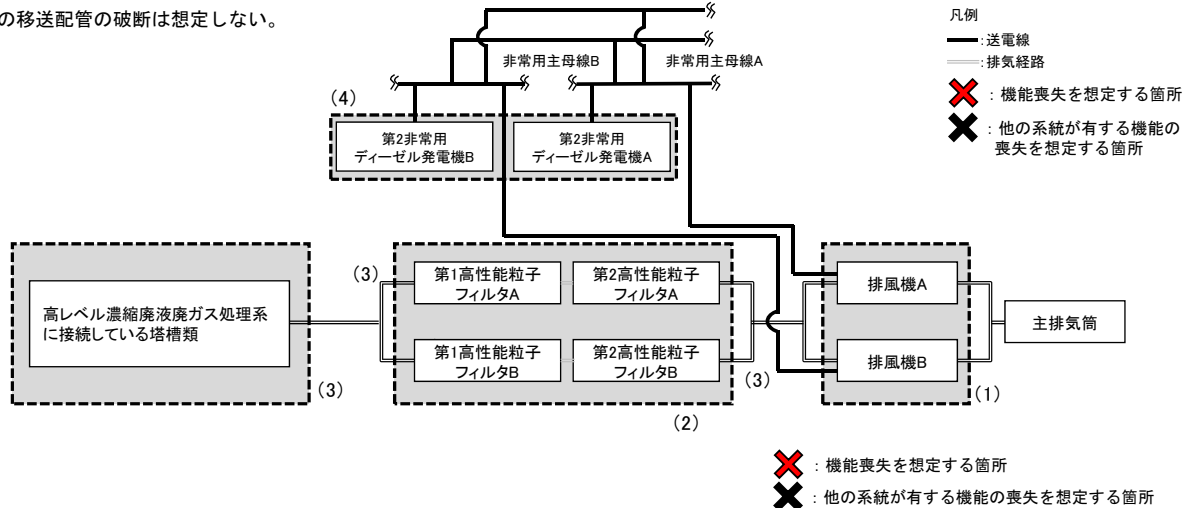 の移送配管の破断は想定しない。
凡例
:送電線
:排気経路
：機能喪失を想定する箇所
：他の系統が有する機能の
喪失を想定する箇所
非常用主母線B
非常用主母線A
(4)
第2非常用
ディーゼル発電機B
第2非常用
ディーゼル発電機A
高レベル濃縮廃液廃ガス処理系
に接続している塔槽類
(3)
(3)
第1高性能粒子
フィルタA
第2高性能粒子
フィルタA
第1高性能粒子
フィルタB
第2高性能粒子
フィルタB
(3)
(2)
排風機A
排風機B
(1)
主排気筒
：機能喪失を想定する箇所
：他の系統が有する機能の喪失を想定する箇所